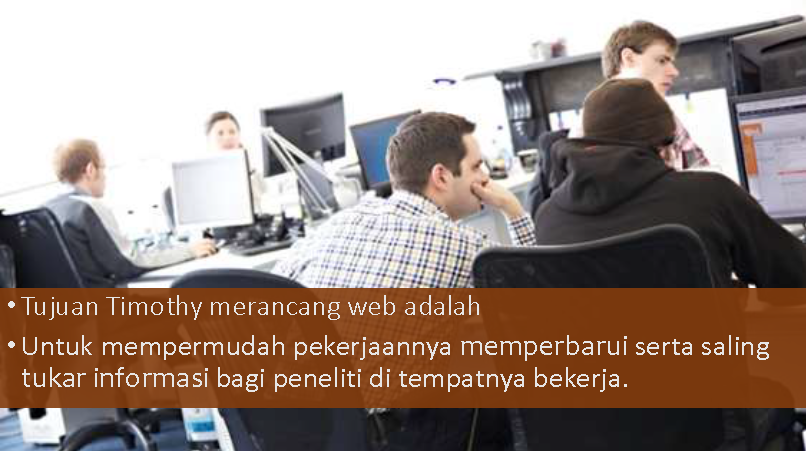 • Tujuan Timothy merancang web adalah
• Untuk mempermudah pekerjaannya memperbarui serta saling
tukar informasi bagi peneliti di tempatnya bekerja.